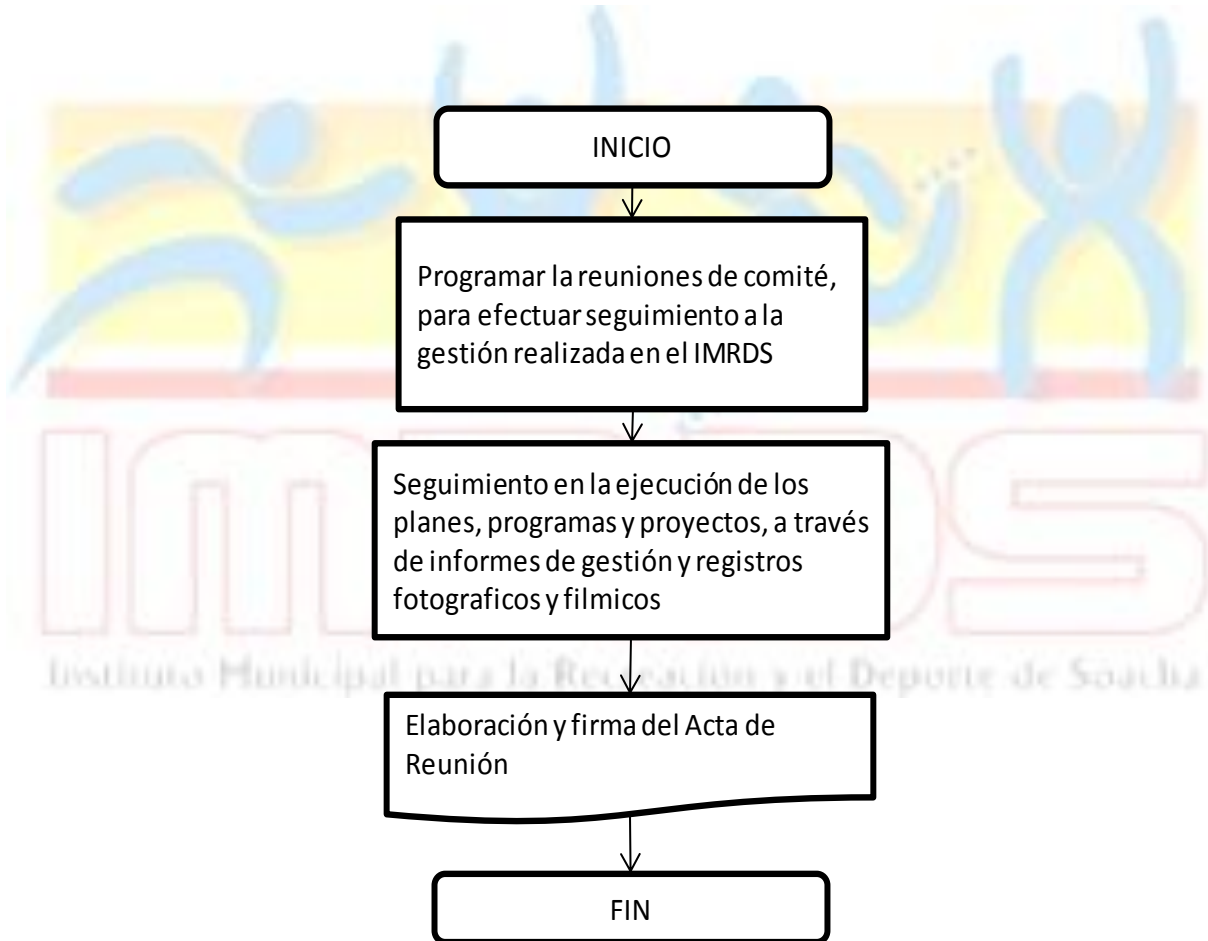 INICIO
Programar la reuniones de comité,
para efectuar seguimiento a la
gestión realizada en el IMRDS
Seguimiento en la ejecución de los
planes, programas y proyectos, a través
de informes de gestión y registros
fotograficos y filmicos
Instituto Municipal para la Recreación y el Deporte de Soacha
Elaboración y firma del Acta de
Reunión
FIN